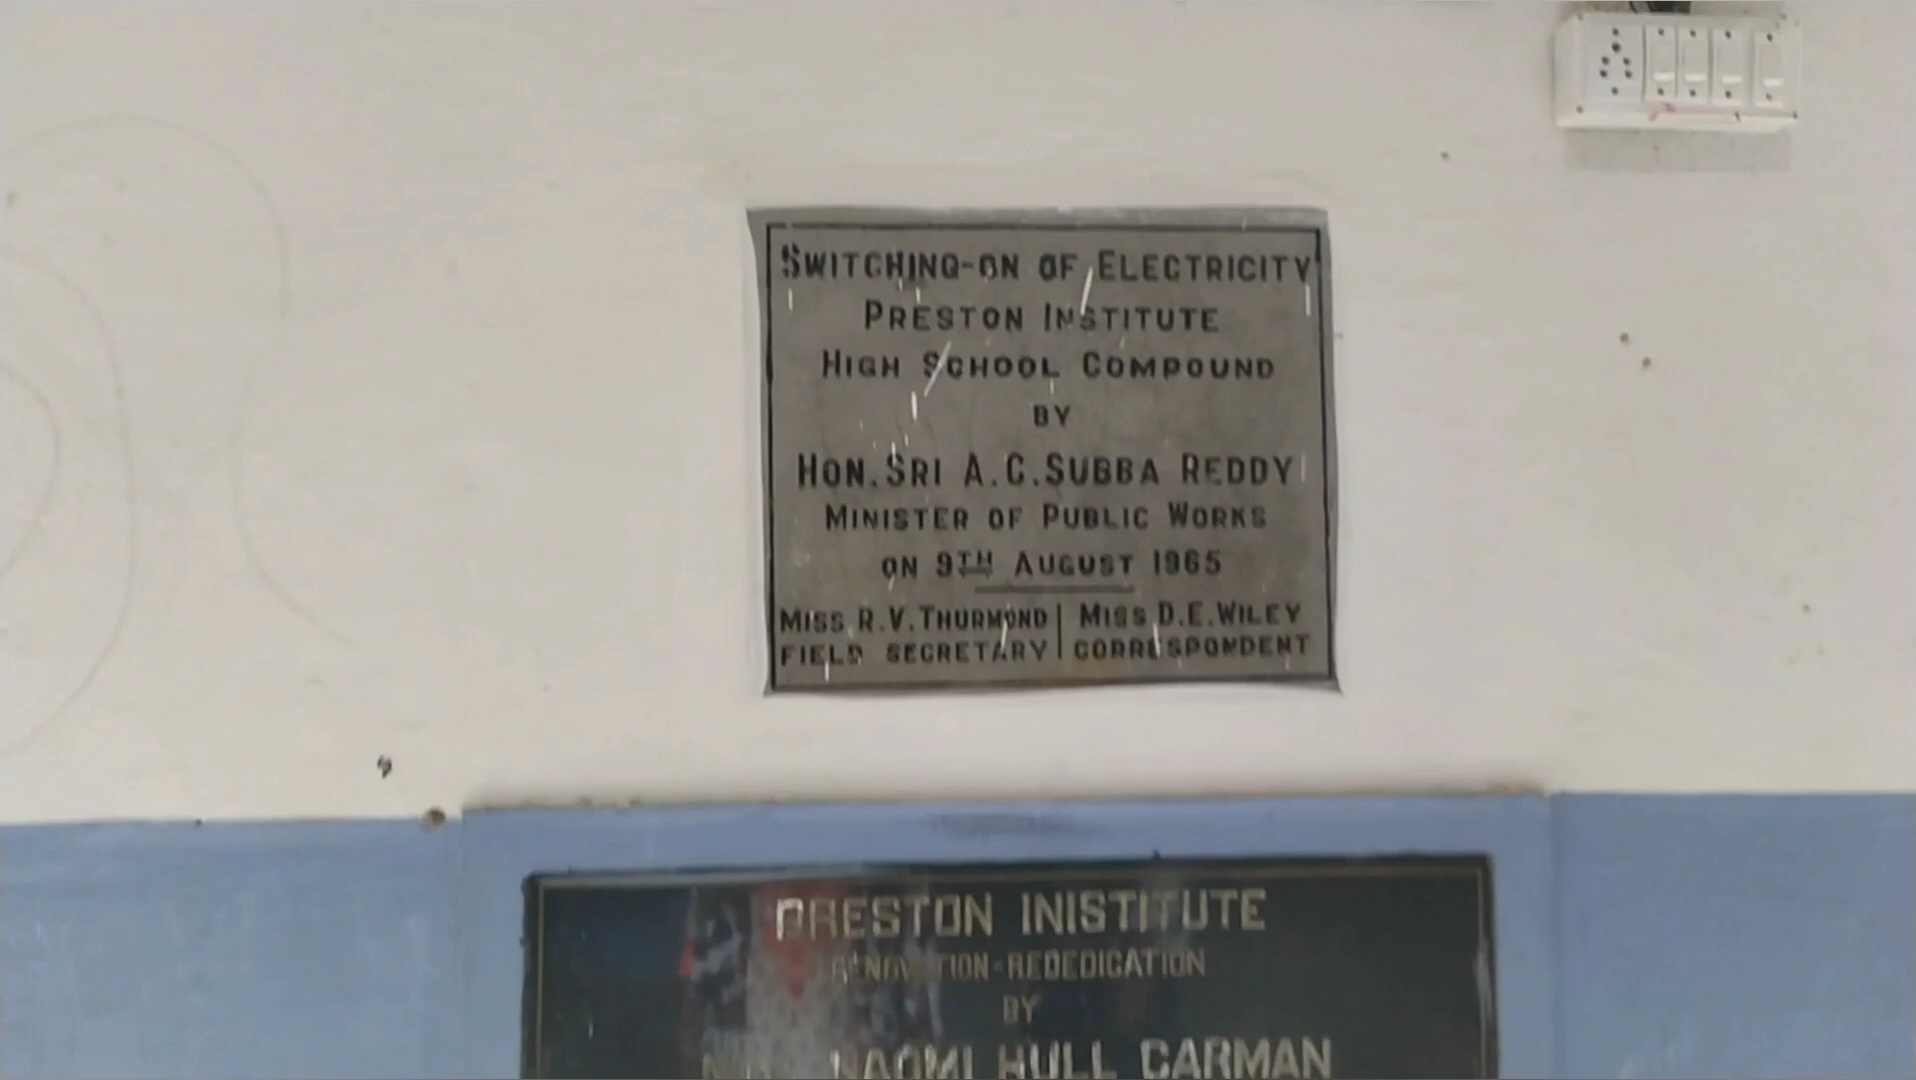 SWITCHING-ON OF ELECTRICITY
PRESTON INSTITUTE
HIGH SCHOOL COMPOUND
BY
HON. SRI A.C. SUBBA REDDY
MINISTER OF PUBLIC WORKS
ON 9TH AUGUST 1965
MISS R.V. THURMOND | MISS D.E. WILEY
FIELD SECRETARY | CORRESPONDENT
PRESTON INISTITUTE
RENOVATION-REDEDICATION
BY
NAOMI HULL CARMAN